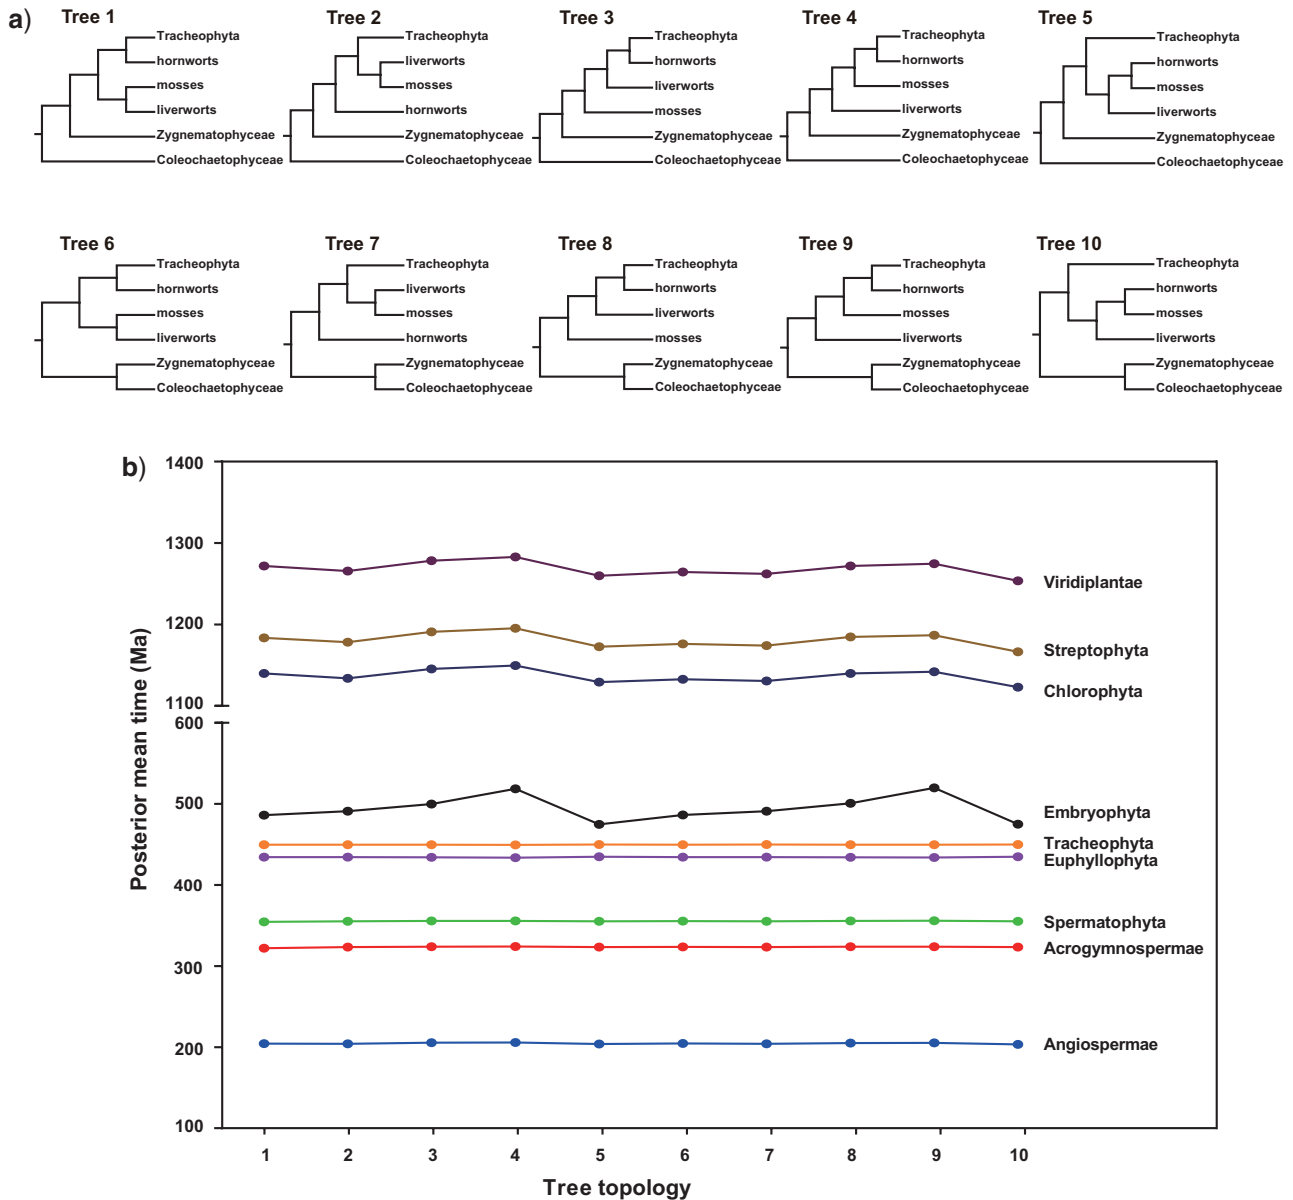 a)
Tree 1
Tracheophyta
hornworts
mosses
liverworts
Zygnematophyceae
Coleochaetophyceae
Tree 2
Tracheophyta
liverworts
mosses
hornworts
Zygnematophyceae
Coleochaetophyceae
Tree 3
Tracheophyta
hornworts
liverworts
mosses
Zygnematophyceae
Coleochaetophyceae
Tree 4
Tracheophyta
hornworts
mosses
liverworts
Zygnematophyceae
Coleochaetophyceae
Tree 5
Tracheophyta
hornworts
mosses
liverworts
Zygnematophyceae
Coleochaetophyceae
Tree 6
Tracheophyta
hornworts
mosses
liverworts
Zygnematophyceae
Coleochaetophyceae
Tree 7
Tracheophyta
liverworts
mosses
hornworts
Zygnematophyceae
Coleochaetophyceae
Tree 8
Tracheophyta
hornworts
liverworts
mosses
Zygnematophyceae
Coleochaetophyceae
Tree 9
Tracheophyta
hornworts
mosses
liverworts
Zygnematophyceae
Coleochaetophyceae
Tree 10
Tracheophyta
hornworts
mosses
liverworts
Zygnematophyceae
Coleochaetophyceae
b)
Posterior mean time (Ma)
1400
1300
1200
1100
600
500
400
300
200
100
Viridiplantae
Streptophyta
Chlorophyta
Embryophyta
Tracheophyta
Euphyllophyta
Spermatophyta
Acrogymnospermae
Angiospermae
1 2 3 4 5 6 7 8 9 10
Tree topology